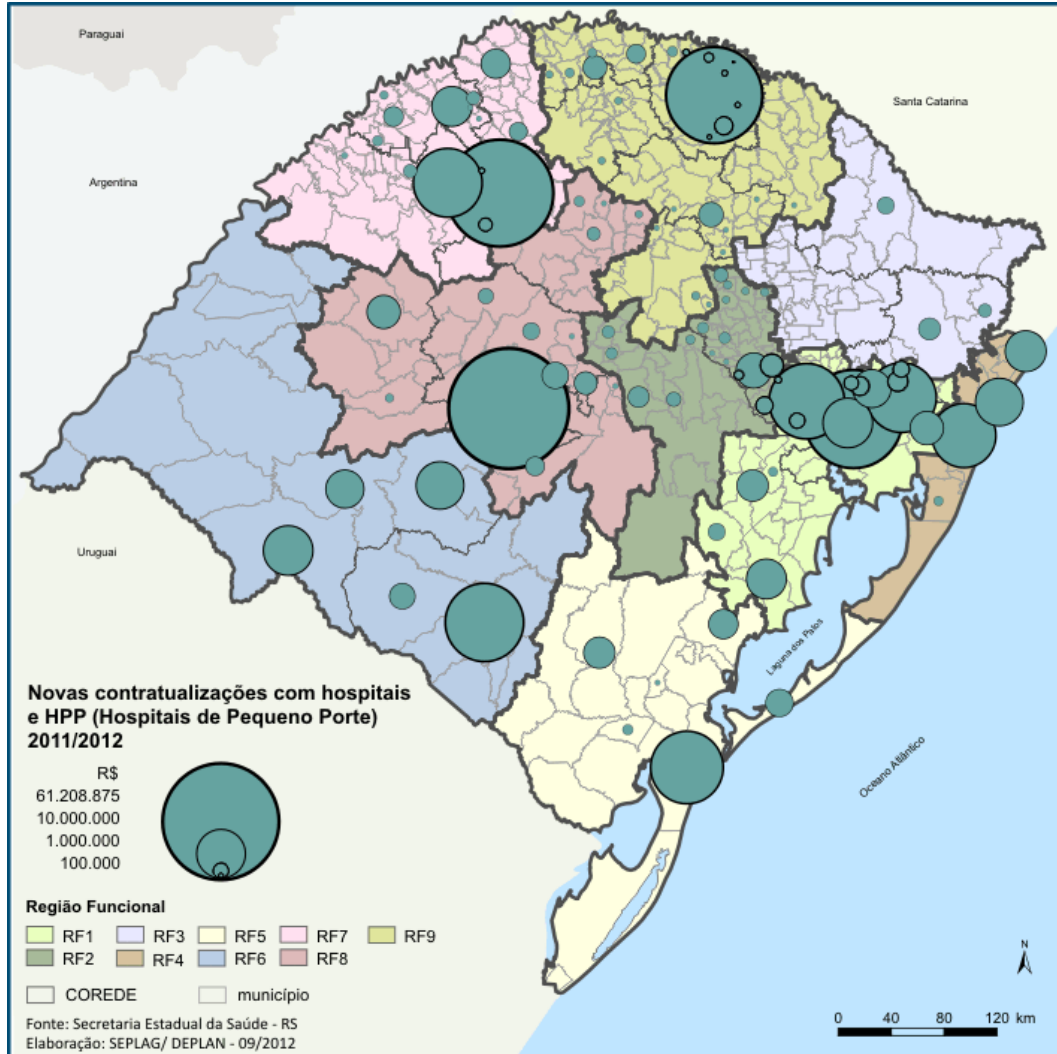 Paraguai
Santa Catarina
Argentina
Uruguai
Laguna dos Patos
Oceano Atlântico
Novas contratualizações com hospitais
e HPP (Hospitais de Pequeno Porte)
2011/2012
R$
61.208.875
10.000.000
1.000.000
100.000
Região Funcional
RF1 RF3 RF5 RF7 RF9
RF2 RF4 RF6 RF8
COREDE município
Fonte: Secretaria Estadual da Saúde - RS
Elaboração: SEPLAG/ DEPLAN - 09/2012
N
0 40 80 120 km